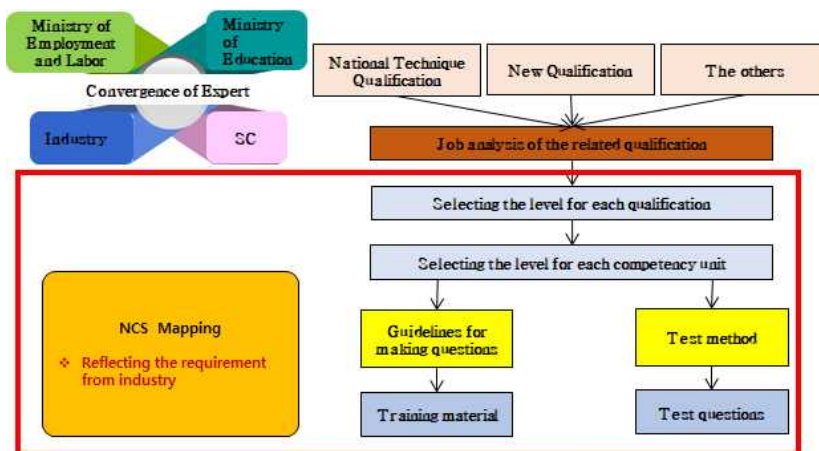 Ministry of
Employment
and Labor
Ministry
of
Education
Convergence of Expert
Industry
SC
National Technique
Qualification
New Qualification
The others
Job analysis of the related qualification
Selecting the level for each qualification
Selecting the level for each competency unit
NCS Mapping
❖ Reflecting the requirement
from industry
Guidelines for
making questions
Test method
Training material
Test questions